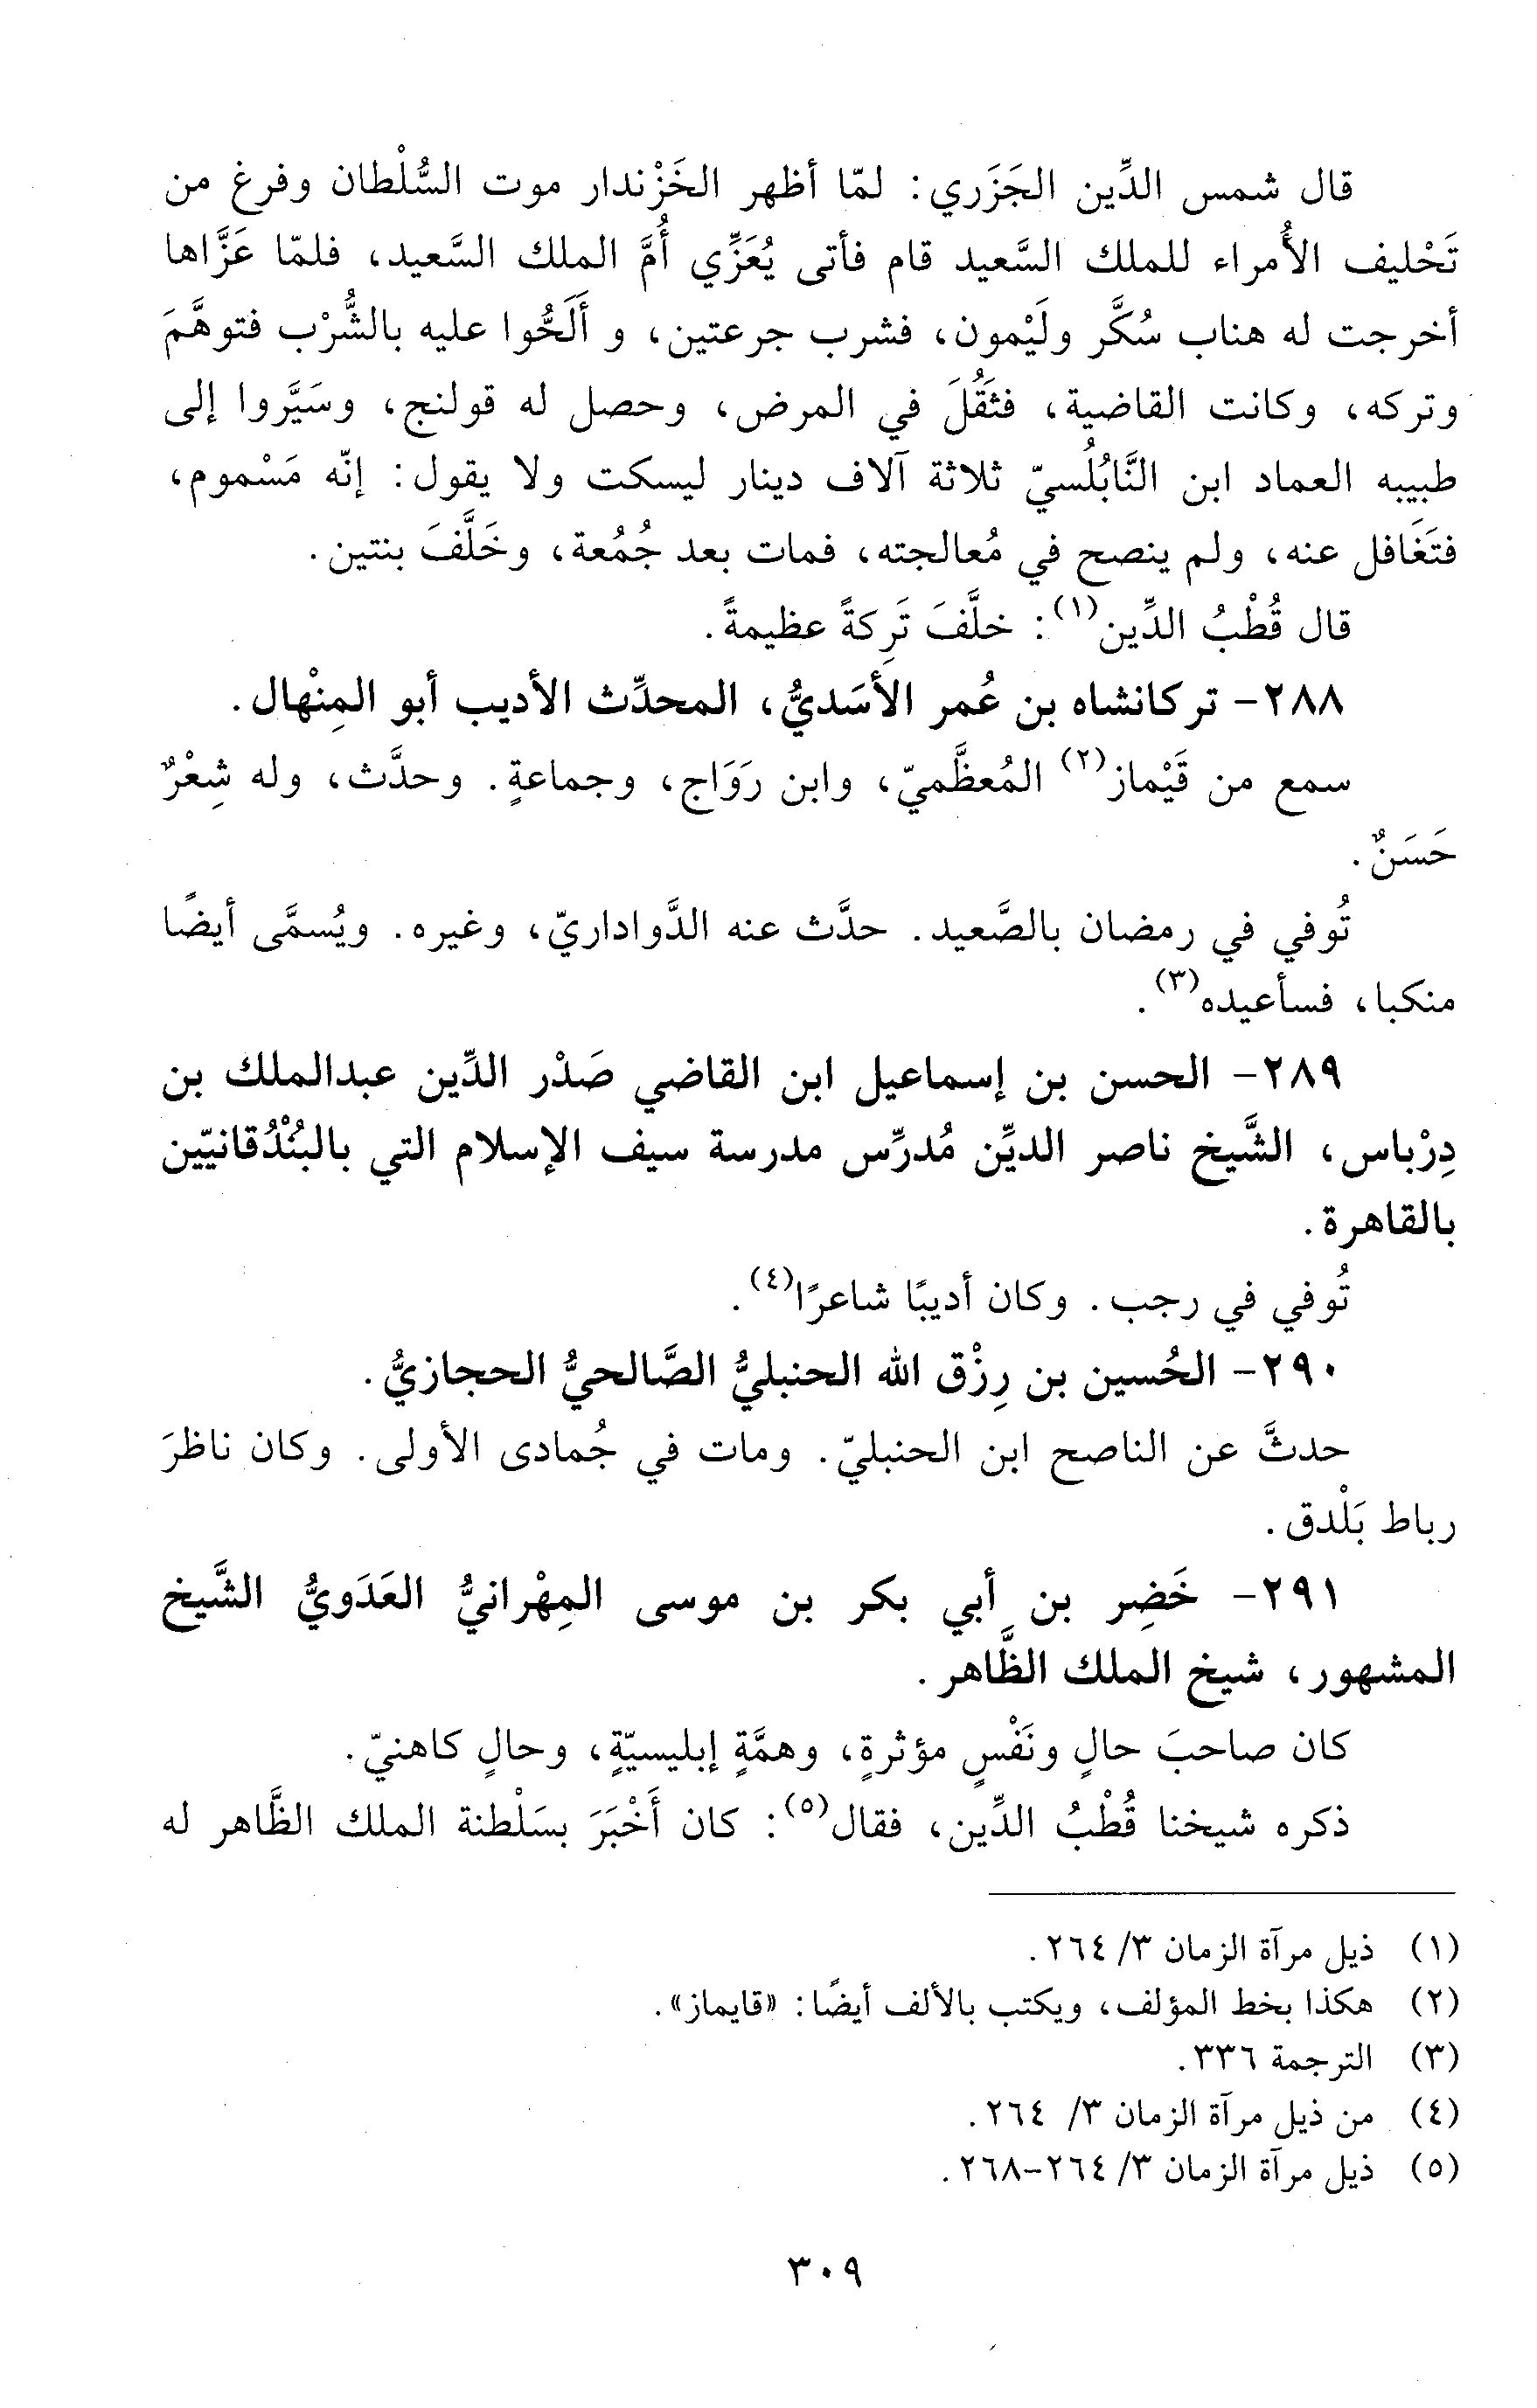 قال شمس الدِّين الجَزَري: لمّا أظهر الخَزْندار موت السُّلْطان وفرغ من
تَحْليف الأُمراء للملك السَّعيد قام فأتى يُعَزِّي أُمَّ الملك السَّعيد، فلمّا عَزَّاها
أخرجت له هناب سُكَّر ولَيْمون، فشرب جرعتين، و أَلَحُّوا عليه بالشُّرْب فتوهَّمَ
وتركه، وكانت القاضية، فثَقُلَ في المرض، وحصل له قولنج، وسَيَّروا إلى
طبيبه العماد ابن النَّابُلُسيّ ثلاثة آلاف دينار ليسكت ولا يقول: إنّه مَسْموم،
فتَغَافل عنه، ولم ينصح في مُعالجته، فمات بعد جُمُعة، وخَلَّفَ بنتين.
قال قُطْبُ الدِّين(١): خلَّفَ تَرِكةً عظيمةً.
٢٨٨- تركانشاه بن عُمر الأَسَديُّ، المحدِّث الأديب أبو المِنْهال.
سمع من قَيْماز(٢) المُعظَّميّ، وابن رَوَاج، وجماعةٍ. وحدَّث، وله شِعْرٌ
حَسَنٌ.
تُوفي في رمضان بالصَّعيد. حدَّث عنه الدَّواداريّ، وغيره. ويُسمَّى أيضًا
منكبا، فسأعيده(٣).
٢٨٩- الحسن بن إسماعيل ابن القاضي صَدْر الدِّين عبدالملك بن
دِرْباس، الشَّيخ ناصر الديِّن مُدرِّس مدرسة سيف الإسلام التي بالبُنْدُقانيّين
بالقاهرة.
تُوفي في رجب. وكان أديبًا شاعرًا(٤).
٢٩٠- الحُسين بن رِزْق الله الحنبليُّ الصَّالحيُّ الحجازيُّ.
حدثَّ عن الناصح ابن الحنبليّ. ومات في جُمادى الأولى. وكان ناظرَ
رباط بَلْدق.
٢٩١- خَضِر بن أبي بكر بن موسى المِهْرانيُّ العَدَويُّ الشَّيخ
المشهور، شيخ الملك الظَّاهر.
كان صاحبَ حالٍ ونَفْسٍ مؤثرةٍ، وهمَّةٍ إبليسيّةٍ، وحالٍ كاهنيّ.
ذكره شيخنا قُطْبُ الدِّين، فقال(٥): كان أَخْبَرَ بسَلْطنة الملك الظَّاهر له
(١) ذيل مرآة الزمان ٣/ ٢٦٤.
(٢) هكذا بخط المؤلف، ويكتب بالألف أيضًا: «قايماز».
(٣) الترجمة ٣٣٦.
(٤) من ذيل مرآة الزمان ٣/ ٢٦٤.
(٥) ذيل مرآة الزمان ٣/ ٢٦٤-٢٦٨.
٣٠٩